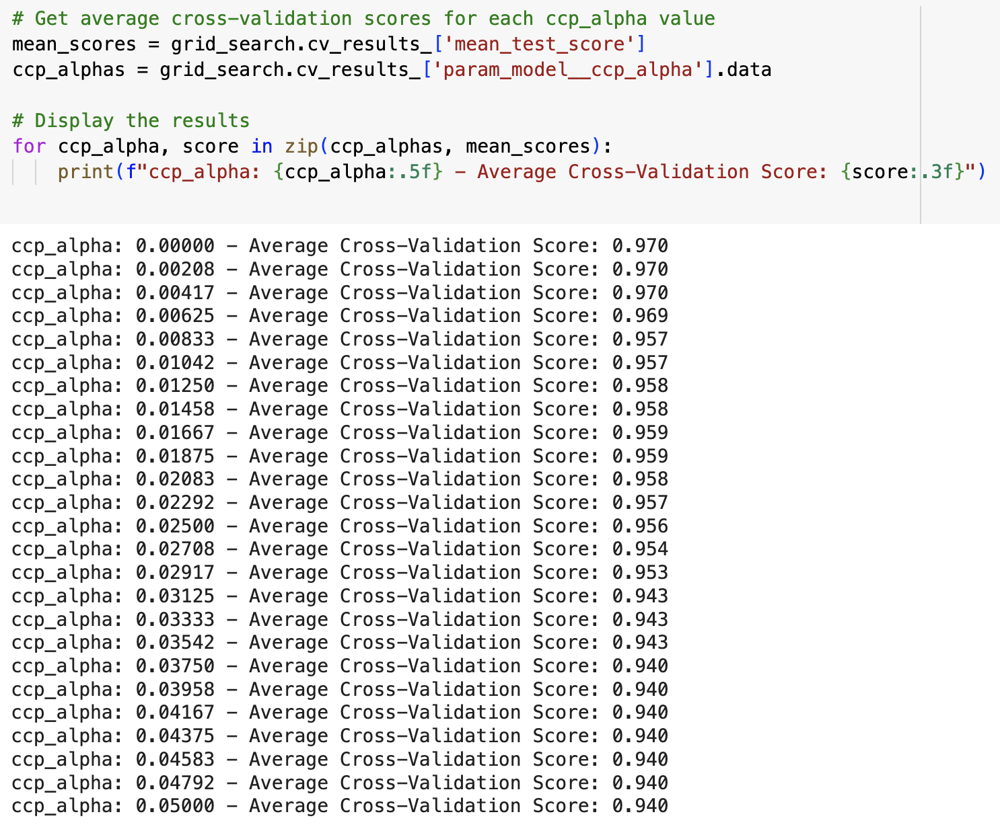 # Get average cross-validation scores for each ccp_alpha value
mean_scores = grid_search.cv_results_['mean_test_score']
ccp_alphas = grid_search.cv_results_['param_model__ccp_alpha'].data
# Display the results
for ccp_alpha, score in zip(ccp_alphas, mean_scores):
    print(f"ccp_alpha: {ccp_alpha:.5f} - Average Cross-Validation Score: {score:.3f}")
ccp_alpha: 0.00000 - Average Cross-Validation Score: 0.970
ccp_alpha: 0.00208 - Average Cross-Validation Score: 0.970
ccp_alpha: 0.00417 - Average Cross-Validation Score: 0.970
ccp_alpha: 0.00625 - Average Cross-Validation Score: 0.969
ccp_alpha: 0.00833 - Average Cross-Validation Score: 0.957
ccp_alpha: 0.01042 - Average Cross-Validation Score: 0.957
ccp_alpha: 0.01250 - Average Cross-Validation Score: 0.958
ccp_alpha: 0.01458 - Average Cross-Validation Score: 0.958
ccp_alpha: 0.01667 - Average Cross-Validation Score: 0.959
ccp_alpha: 0.01875 - Average Cross-Validation Score: 0.959
ccp_alpha: 0.02083 - Average Cross-Validation Score: 0.958
ccp_alpha: 0.02292 - Average Cross-Validation Score: 0.957
ccp_alpha: 0.02500 - Average Cross-Validation Score: 0.956
ccp_alpha: 0.02708 - Average Cross-Validation Score: 0.954
ccp_alpha: 0.02917 - Average Cross-Validation Score: 0.953
ccp_alpha: 0.03125 - Average Cross-Validation Score: 0.943
ccp_alpha: 0.03333 - Average Cross-Validation Score: 0.943
ccp_alpha: 0.03542 - Average Cross-Validation Score: 0.943
ccp_alpha: 0.03750 - Average Cross-Validation Score: 0.940
ccp_alpha: 0.03958 - Average Cross-Validation Score: 0.940
ccp_alpha: 0.04167 - Average Cross-Validation Score: 0.940
ccp_alpha: 0.04375 - Average Cross-Validation Score: 0.940
ccp_alpha: 0.04583 - Average Cross-Validation Score: 0.940
ccp_alpha: 0.04792 - Average Cross-Validation Score: 0.940
ccp_alpha: 0.05000 - Average Cross-Validation Score: 0.940